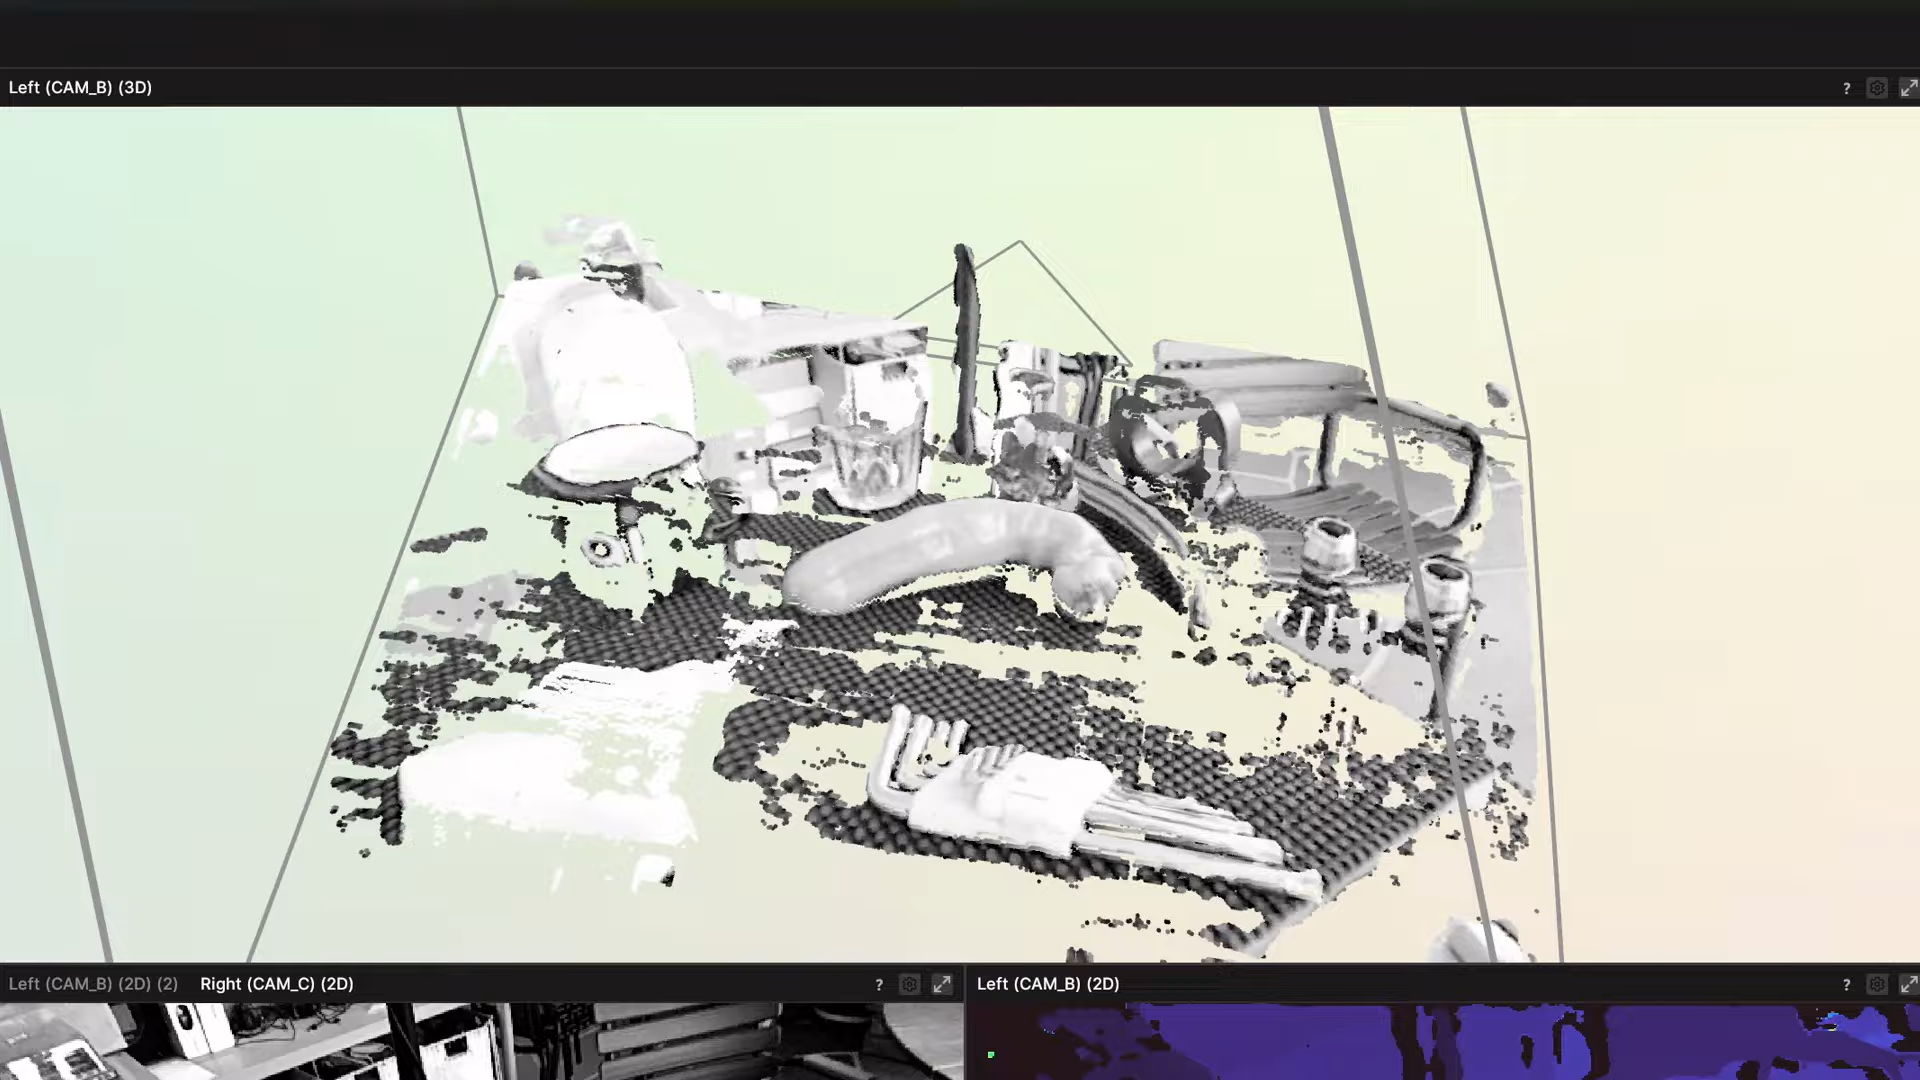 Left (CAM_B) (3D)
?
Left (CAM_B) (2D) (2) Right (CAM_C) (2D)
?
Left (CAM_B) (2D)
?